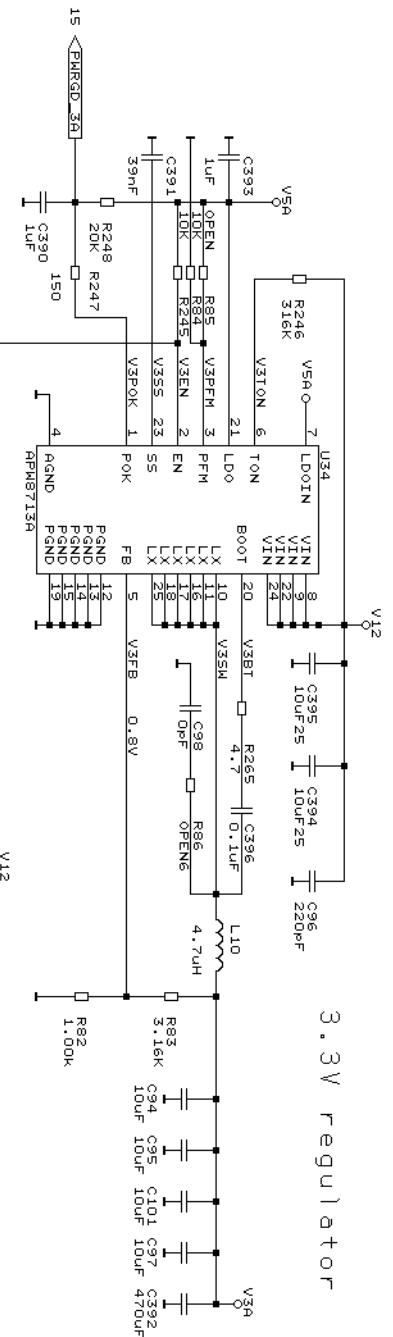 3.3V regulator
V12
R246
316K
C395
10uF25
C394
10uF25
C96
220pF
V5A
V5A
C393
1uF
C391
39nF
OPEN
10K
10K
R85
R84
R245
15
PWRGD_3A
R248
20K
R247
150
C390
1uF
V3TON
V3PFM
V3EN
V3SS
V3POK
U34
7 LDOIN
6 TON
21 LDO
3 PFM
2 EN
23 SS
1 POK
4 AGND
APW8713A
VIN 8
VIN 9
VIN 22
VIN 24
BOOT 20
LX 10
LX 11
LX 16
LX 17
LX 18
LX 25
FB 5
PGND 12
PGND 13
PGND 14
PGND 15
PGND 19
V3BT
R265
4.7
C396
0.1uF
V3SW
C98
0pF
R86
OPEN6
L10
4.7uH
V3FB
0.8V
R83
3.16K
R82
1.00k
C94
10uF
C95
10uF
C101
10uF
C97
10uF
C392
470uF
V3A
V12